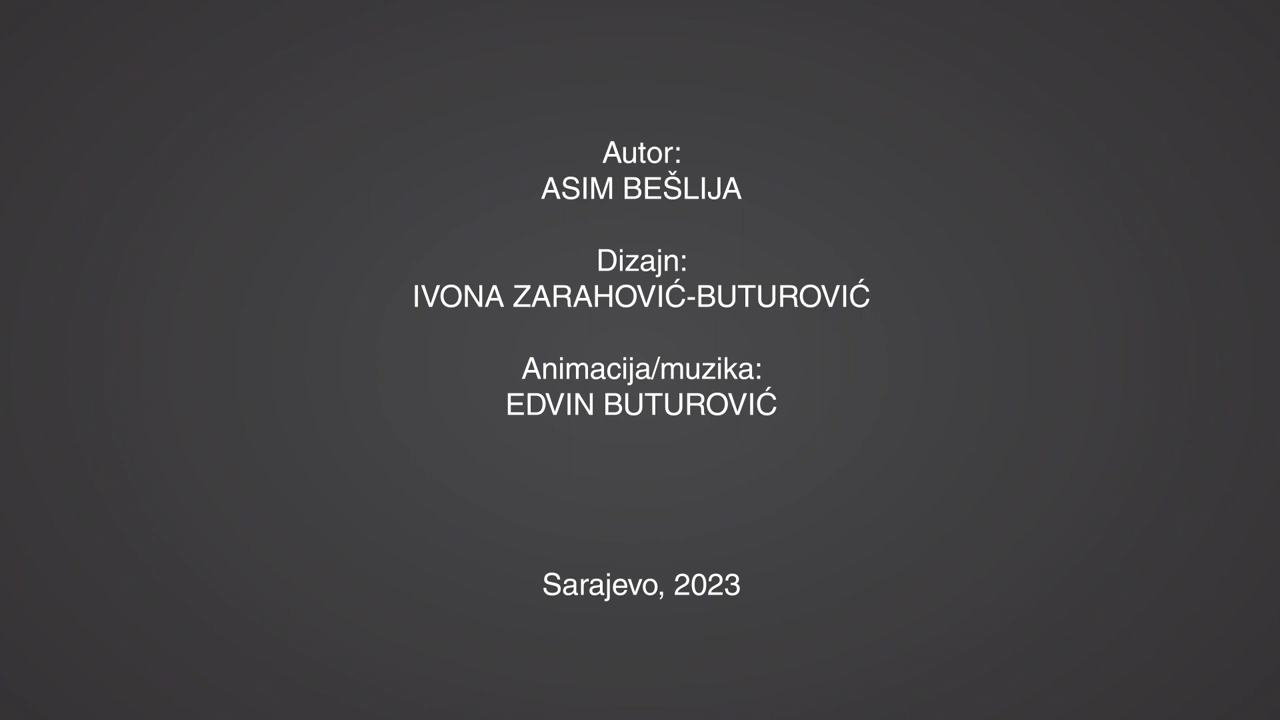 Autor:
ASIM BEŠLIJA
Dizajn:
IVONA ZARAHOVIĆ-BUTUROVIĆ
Animacija/muzika:
EDVIN BUTUROVIĆ
Sarajevo, 2023